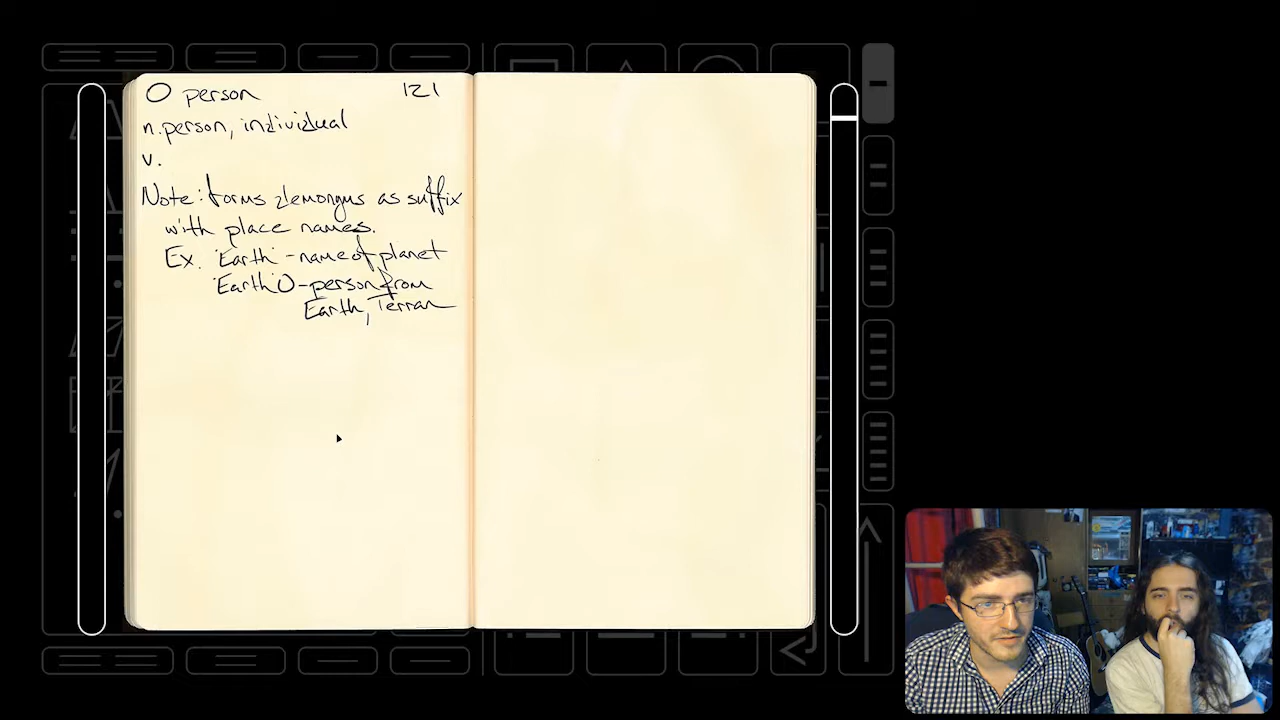 O person 121
n. person, individual
v.
Note: forms demonyms as suffix
with place names.
Ex. "Earth" - name of planet
"Earth"O - person from
Earth, Terran